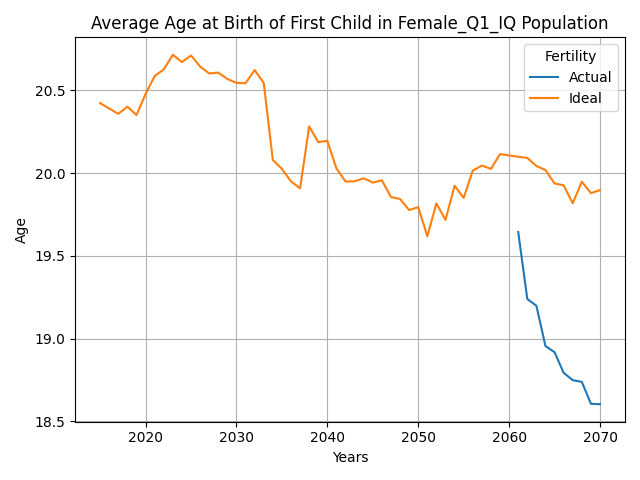 Average Age at Birth of First Child in Female_Q1_IQ Population
Fertility
Actual
Ideal
Age
20.5
20.0
19.5
19.0
18.5
2020
2030
2040
2050
2060
2070
Years